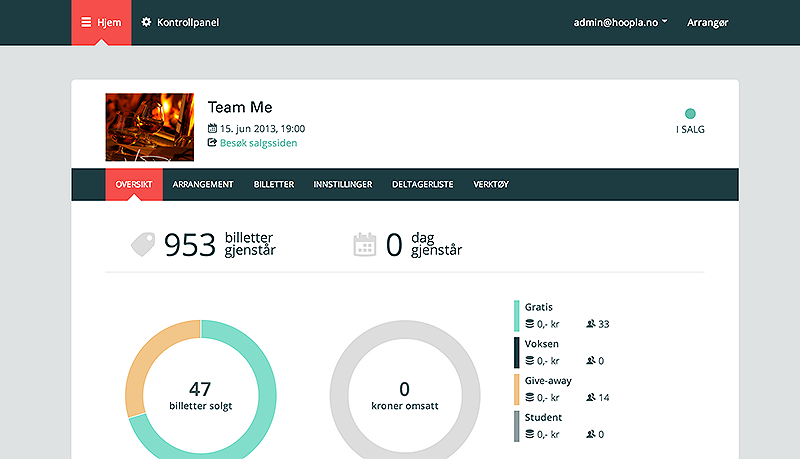 Hjem
Kontrollpanel
admin@hoopla.no
Arrangør
Team Me
15. jun 2013, 19:00
Besøk salgssiden
I SALG
OVERSIKT
ARRANGEMENT
BILLETTER
INNSTILLINGER
DELTAGERLISTE
VERKTØY
953 billetter gjenstår
0 dag gjenstår
47
billetter solgt
0
kroner omsatt
Gratis
0,- kr 33
Voksen
0,- kr 0
Give-away
0,- kr 14
Student
0,- kr 0